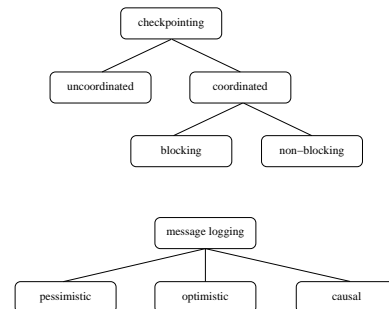 checkpointing
uncoordinated
coordinated
blocking
non−blocking
message logging
pessimistic
optimistic
causal